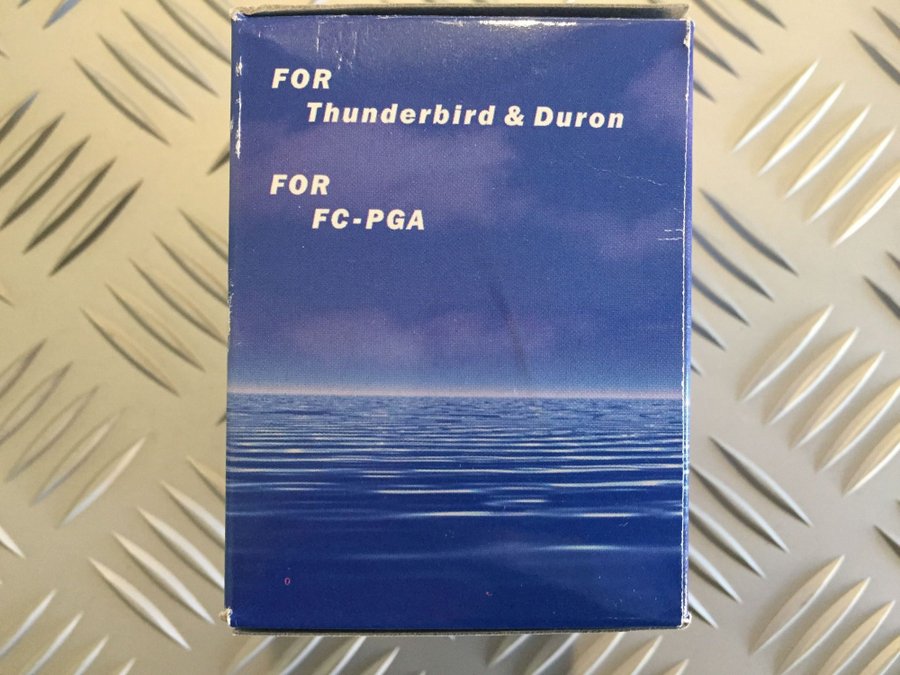 FOR
Thunderbird & Duron
FOR
FC-PGA